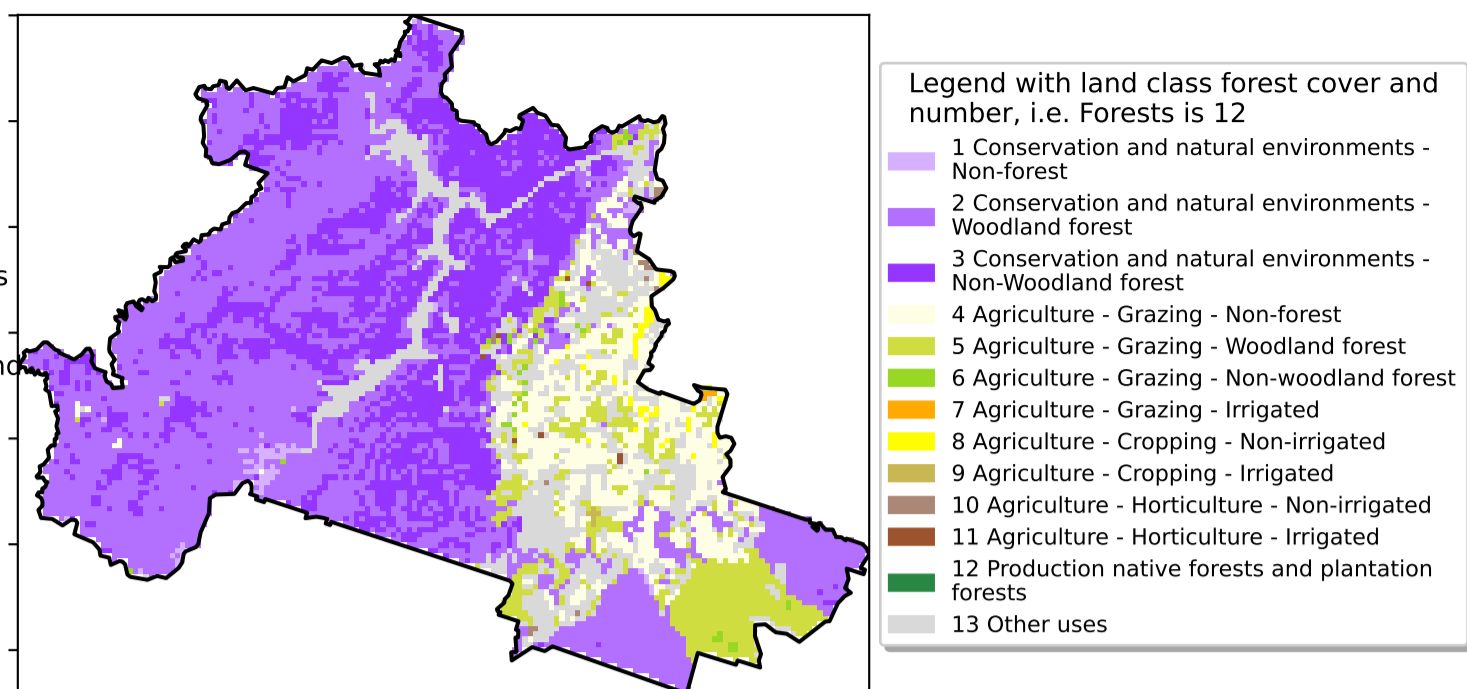 Legend with land class forest cover and
number, i.e. Forests is 12
1 Conservation and natural environments -
Non-forest
2 Conservation and natural environments -
Woodland forest
3 Conservation and natural environments -
Non-Woodland forest
4 Agriculture - Grazing - Non-forest
5 Agriculture - Grazing - Woodland forest
6 Agriculture - Grazing - Non-woodland forest
7 Agriculture - Grazing - Irrigated
8 Agriculture - Cropping - Non-irrigated
9 Agriculture - Cropping - Irrigated
10 Agriculture - Horticulture - Non-irrigated
11 Agriculture - Horticulture - Irrigated
12 Production native forests and plantation
forests
13 Other uses